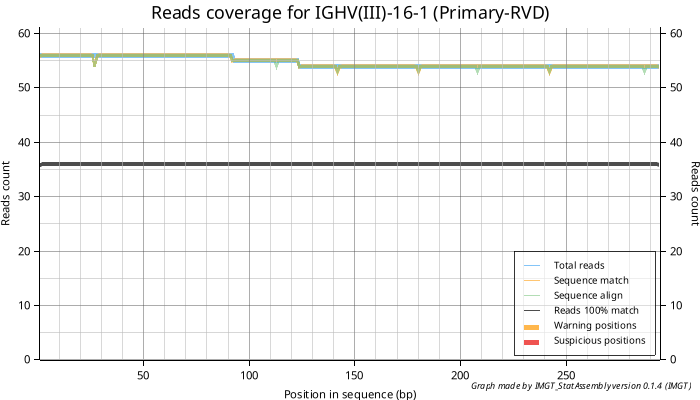 Reads coverage for IGHV(III)-16-1 (Primary-RVD)
60
50
40
30
20
10
0
Reads count
60
50
40
30
20
10
0
Reads count
50
100
150
200
250
Position in sequence (bp)
Total reads
Sequence match
Sequence align
Reads 100% match
Warning positions
Suspicious positions
Graph made by IMGT_StatAssembly version 0.1.4 (IMGT)